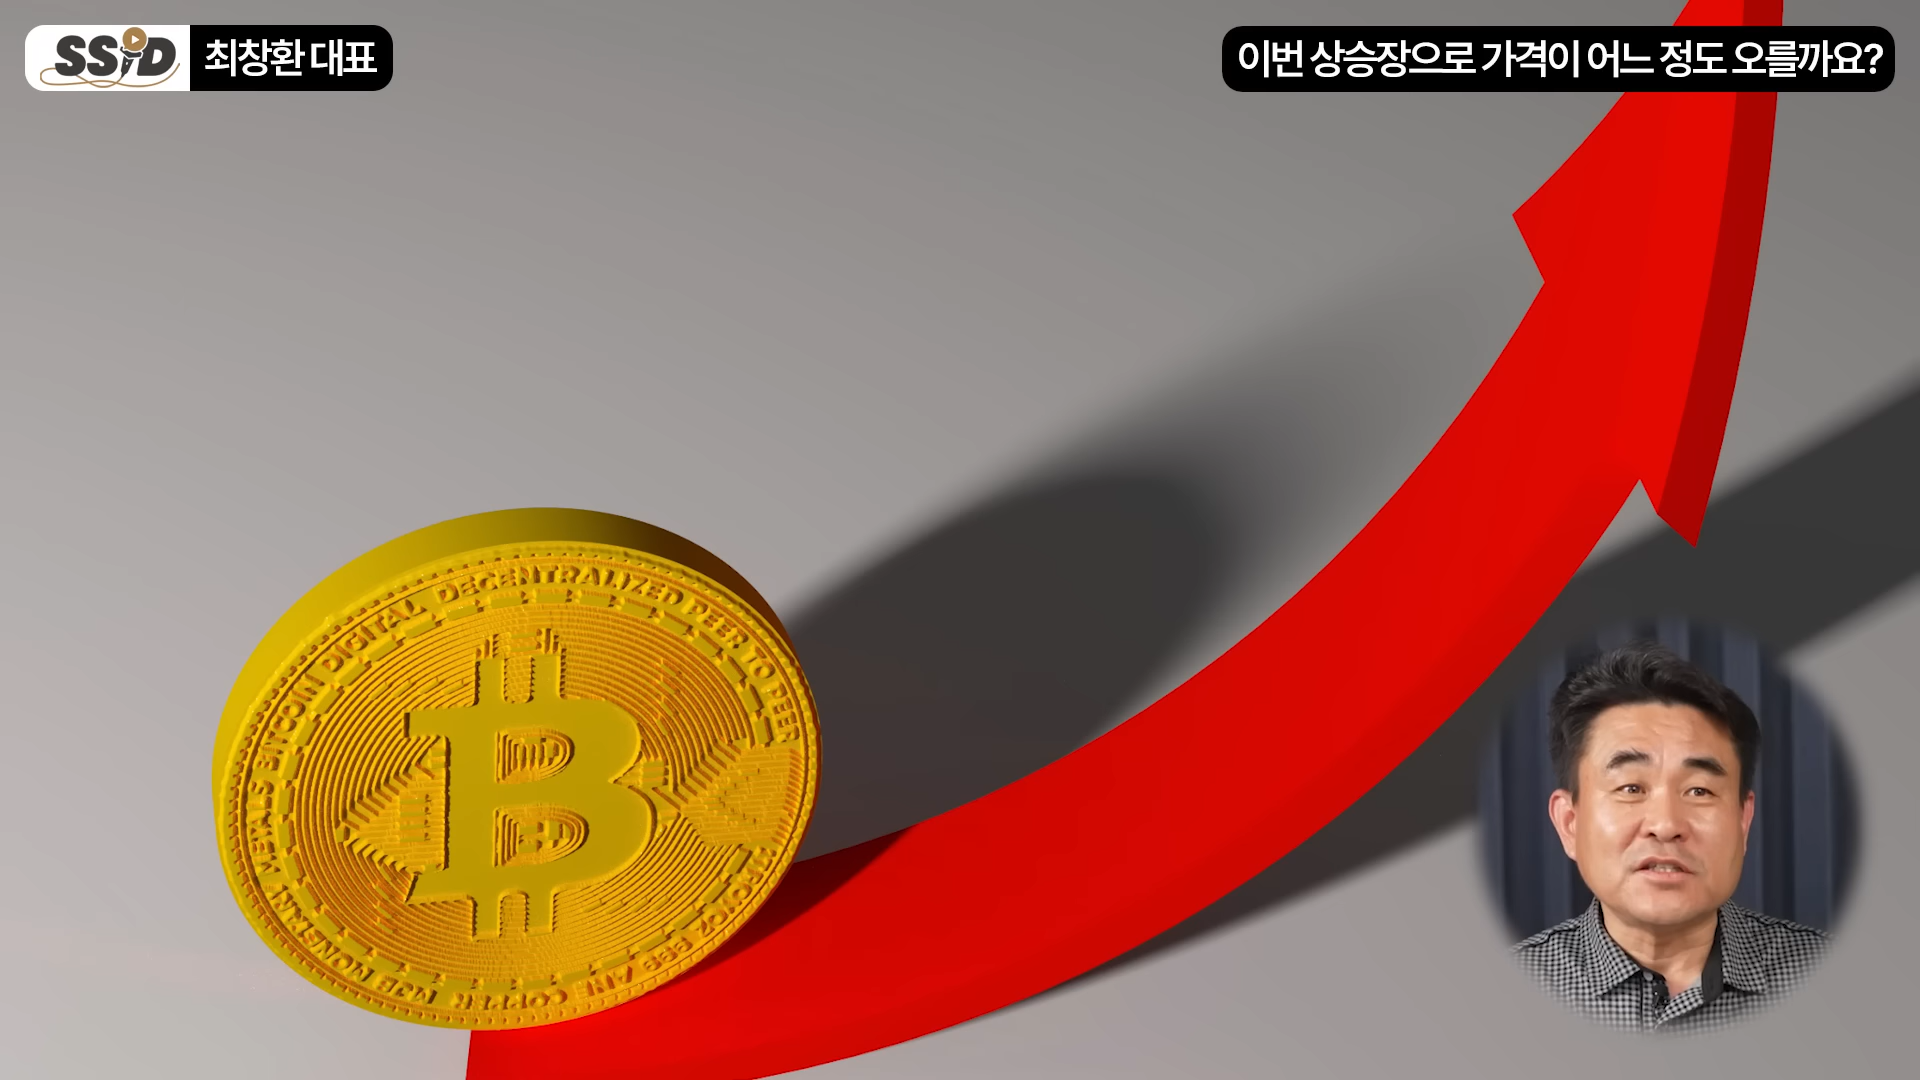 SSiD
최창환 대표
이번 상승장으로 가격이 어느 정도 오를까요?
BITCOIN DIGITAL DECENTRALIZED PEER TO PEER